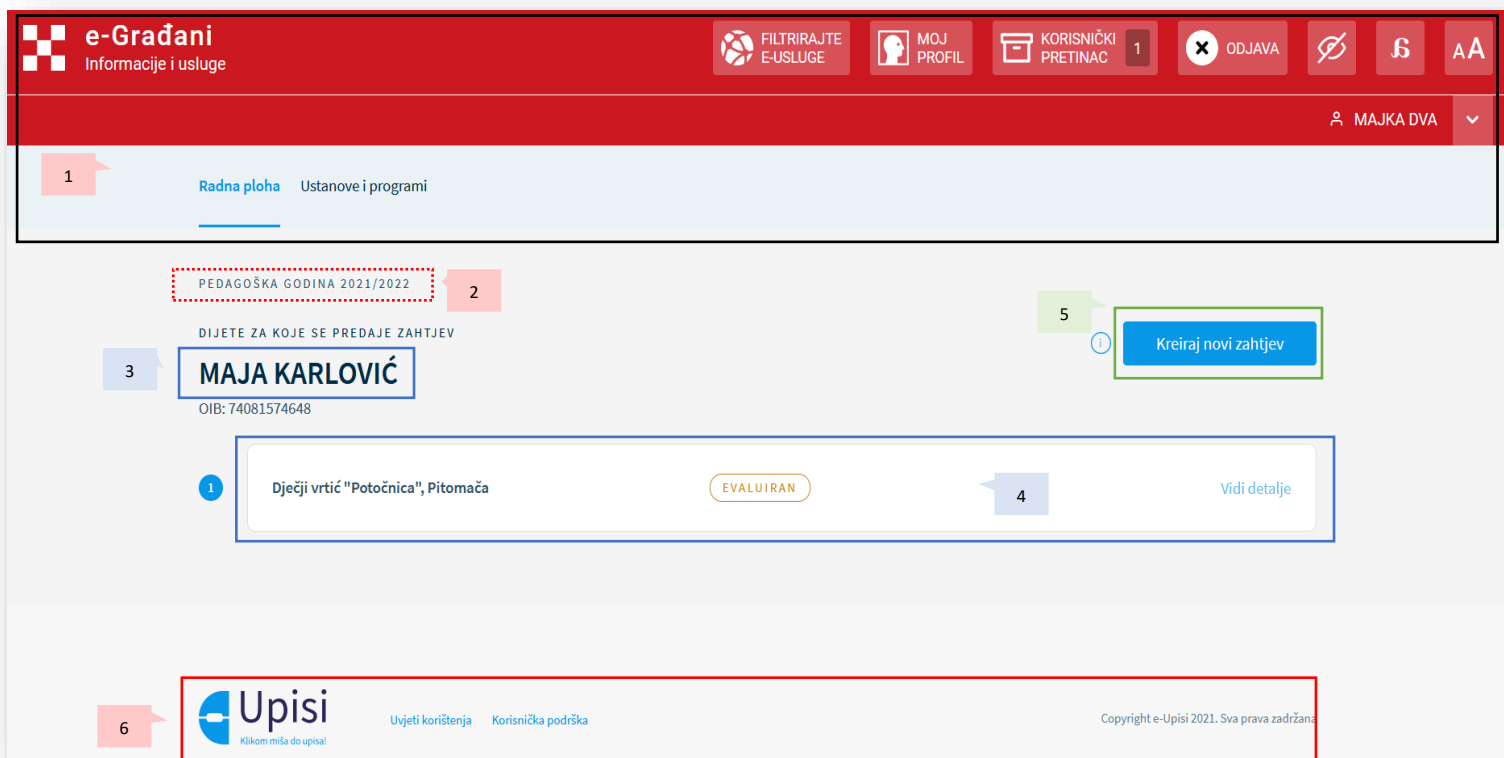 e-Građani
Informacije i usluge
FILTRIRAJTE
E-USLUGE
MOJ
PROFIL
KORISNIČKI
PRETINAC
1
ODJAVA
AA
MAJKA DVA
1
Radna ploha Ustanove i programi
PEDAGOŠKA GODINA 2021/2022
2
DIJETE ZA KOJE SE PREDAJE ZAHTJEV
5
Kreiraj novi zahtjev
3
MAJA KARLOVIĆ
OIB: 74081574648
1
Dječji vrtić "Potočnica", Pitomača
EVALUIRAN
4
Vidi detalje
6
Upisi
Klikom miša do upisa!
Uvjeti korištenja Korisnička podrška
Copyright e-Upisi 2021. Sva prava zadržana